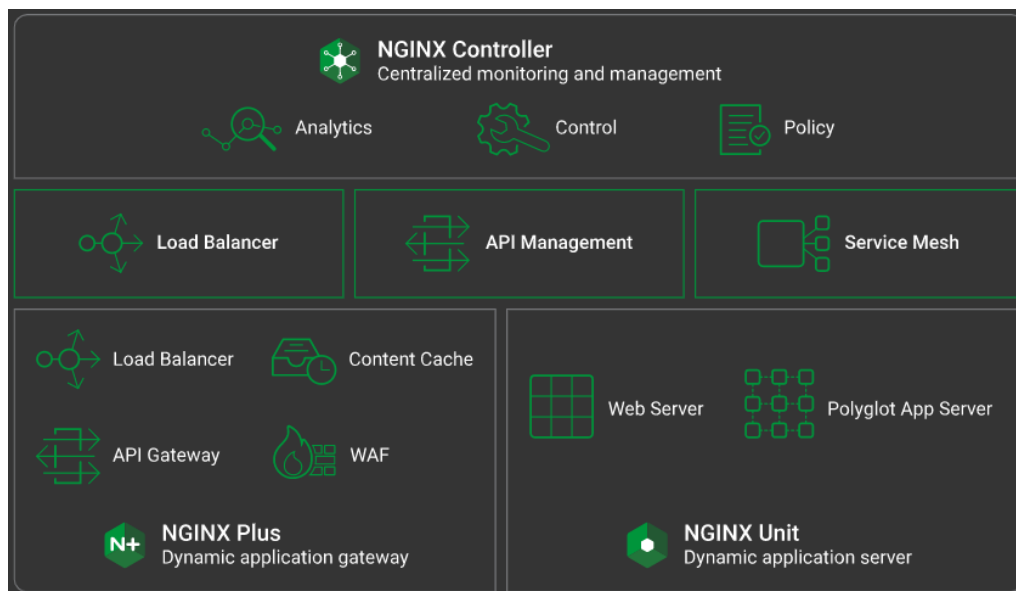 NGINX Controller
Centralized monitoring and management
Analytics
Control
Policy
Load Balancer
API Management
Service Mesh
Load Balancer
Content Cache
API Gateway
WAF
N+
NGINX Plus
Dynamic application gateway
Web Server
Polyglot App Server
NGINX Unit
Dynamic application server